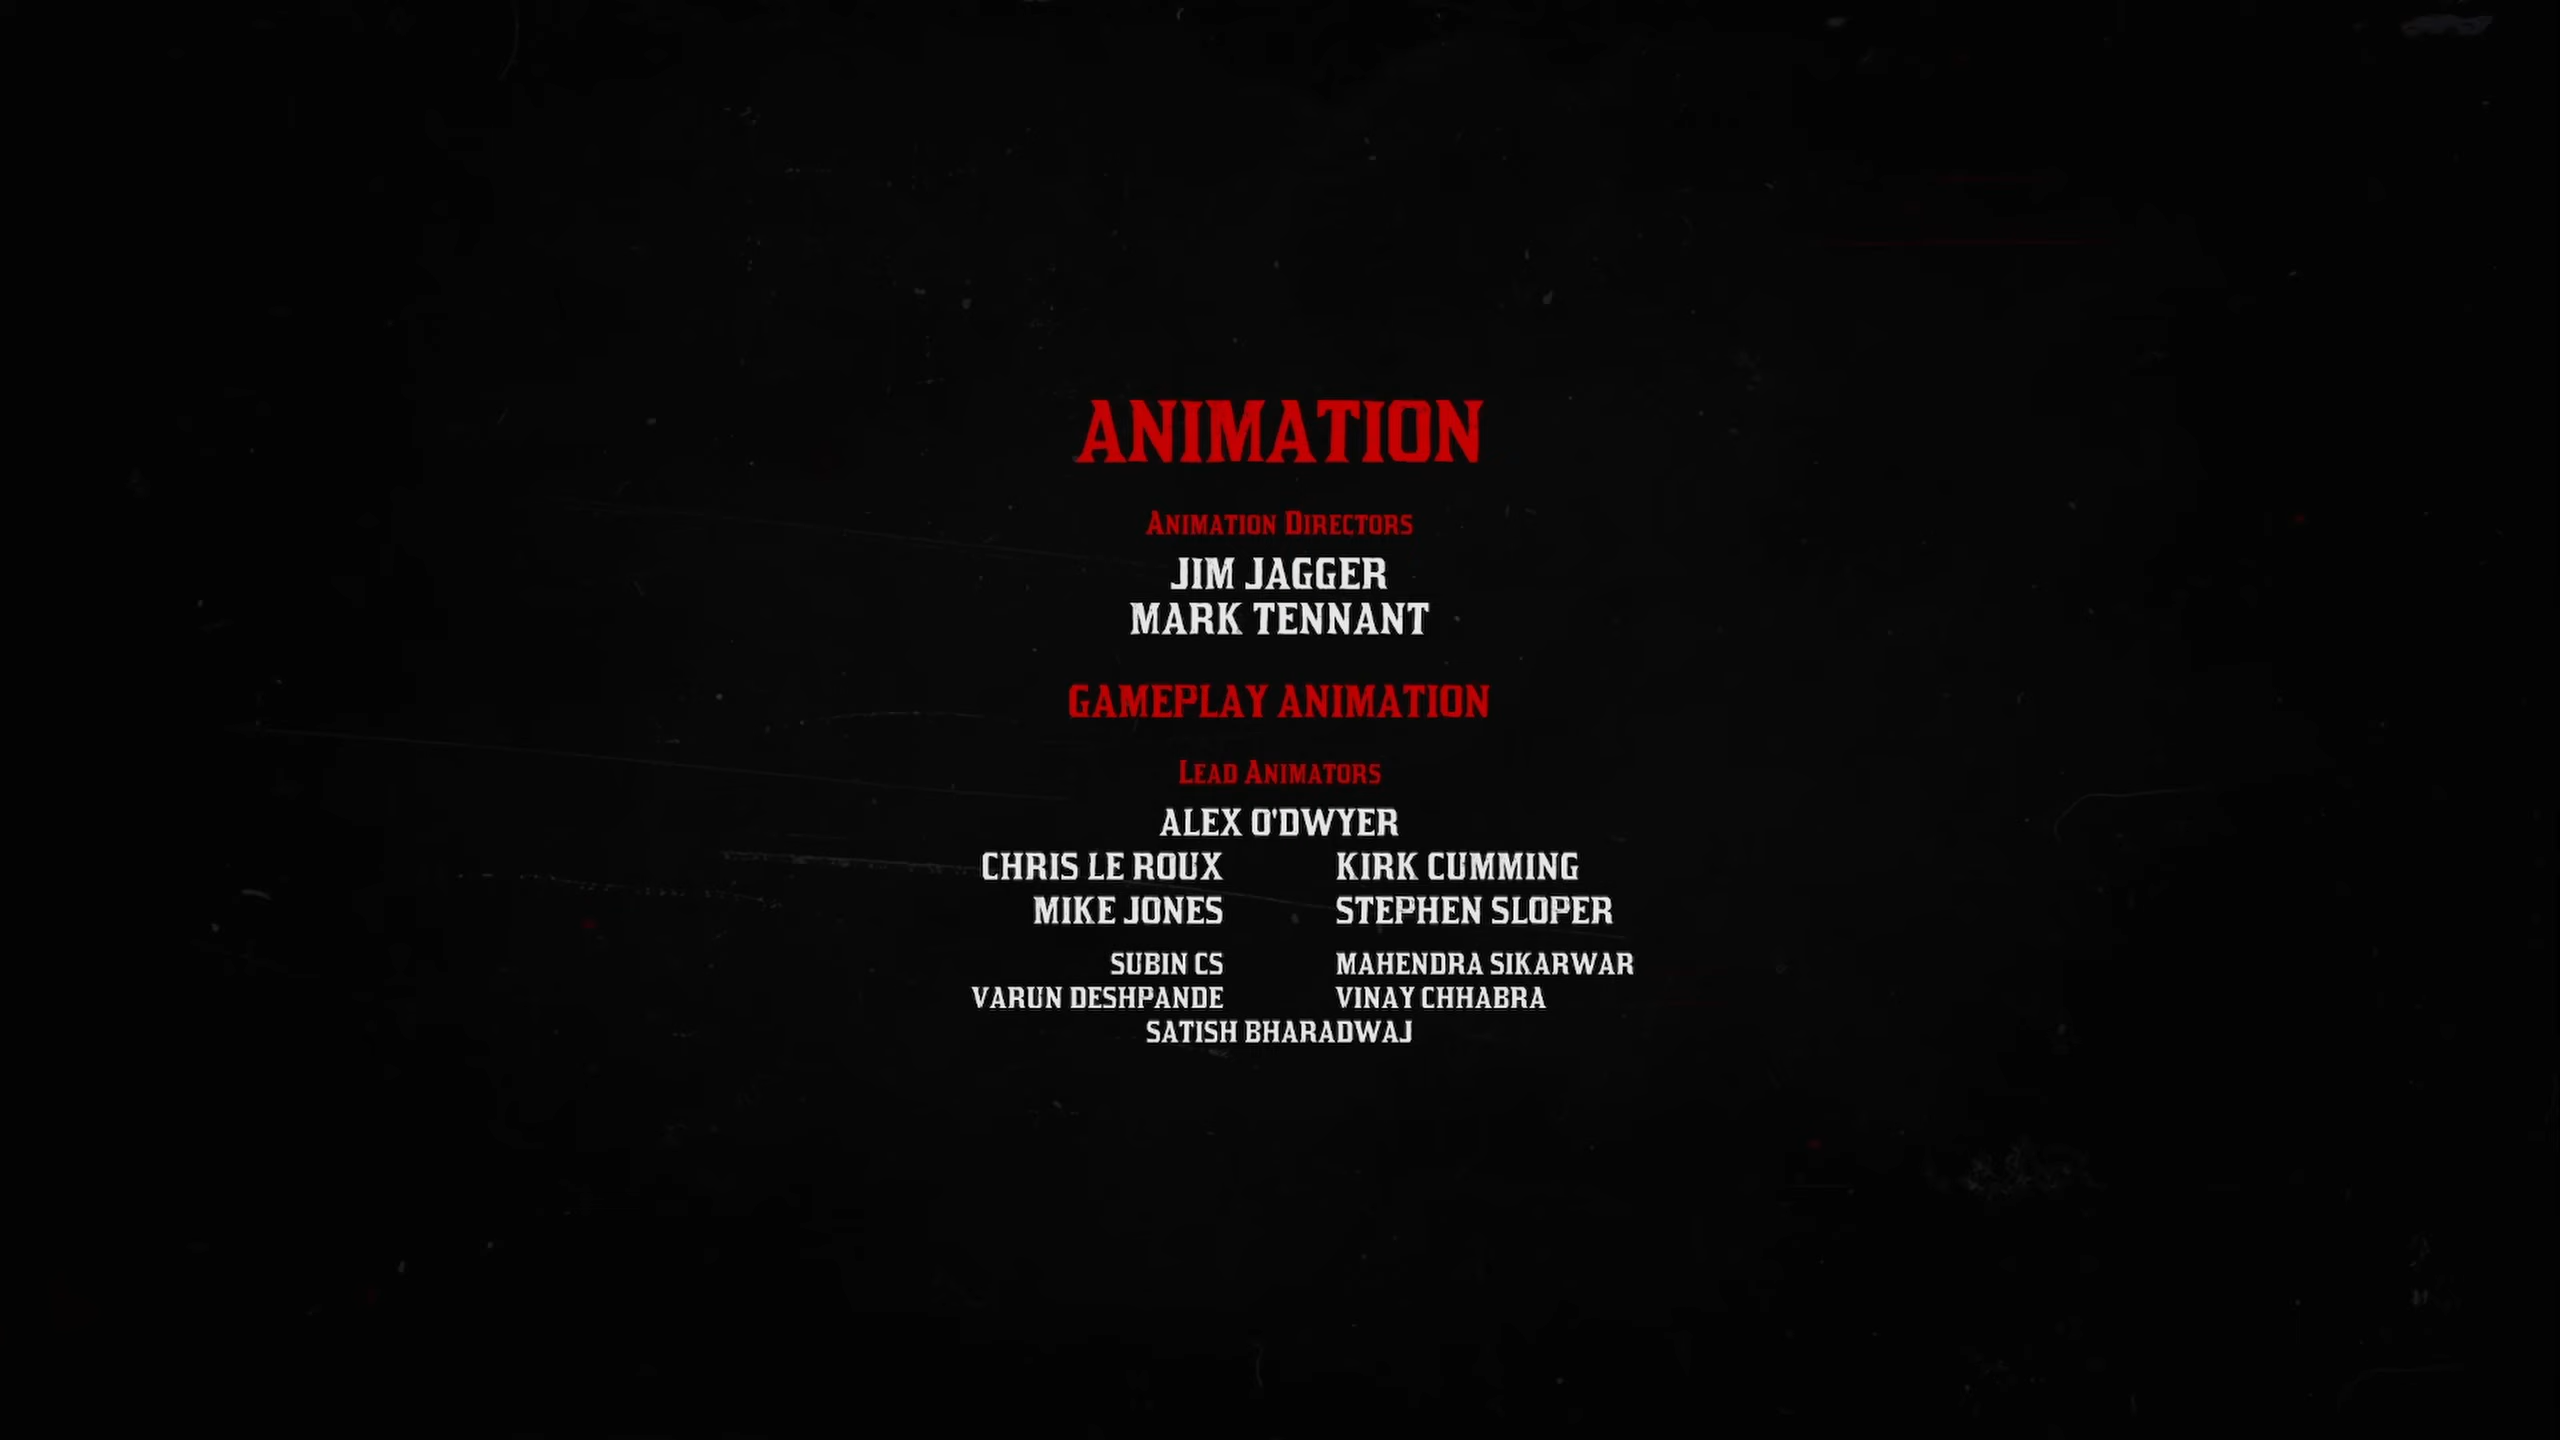 ANIMATION
ANIMATION DIRECTORS
JIM JAGGER
MARK TENNANT
GAMEPLAY ANIMATION
LEAD ANIMATORS
ALEX O'DWYER
CHRIS LE ROUX KIRK CUMMING
MIKE JONES STEPHEN SLOPER
SUBIN CS MAHENDRA SIKARWAR
VARUN DESHPANDE VINAY CHHABRA
SATISH BHARADWAJ